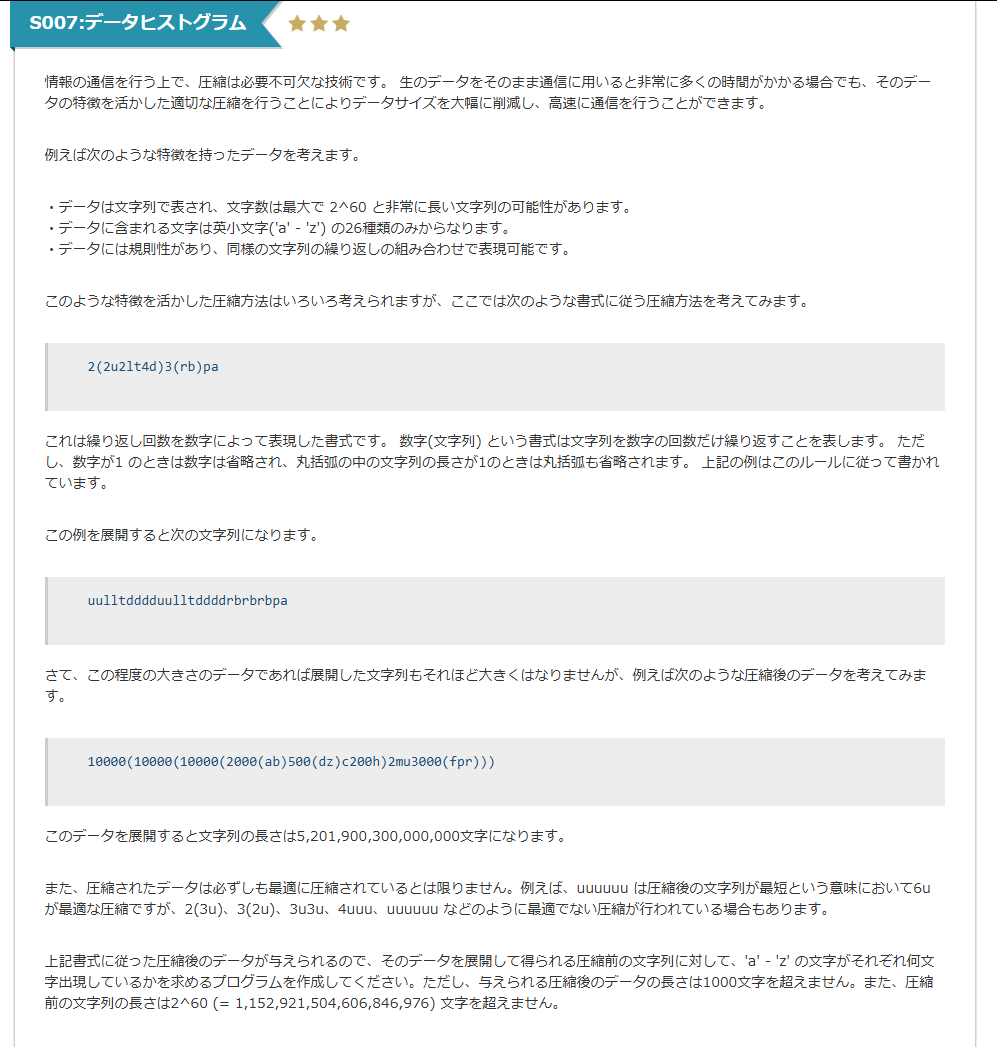 S007:データヒストグラム
情報の通信を行う上で、圧縮は必要不可欠な技術です。 生のデータをそのまま通信に用いると非常に多くの時間がかかる場合でも、そのデー
タの特徴を活かした適切な圧縮を行うことによりデータサイズを大幅に削減し、高速に通信を行うことができます。
例えば次のような特徴を持ったデータを考えます。
・データは文字列で表され、文字数は最大で 2^60 と非常に長い文字列の可能性があります。
・データに含まれる文字は英小文字('a' - 'z') の26種類のみからなります。
・データには規則性があり、同様の文字列の繰り返しの組み合わせで表現可能です。
このような特徴を活かした圧縮方法はいろいろ考えられますが、ここでは次のような書式に従う圧縮方法を考えてみます。
2(2u2lt4d)3(rb)pa
これは繰り返し回数を数字によって表現した書式です。 数字(文字列) という書式は文字列を数字の回数だけ繰り返すことを表します。 ただ
し、数字が1 のときは数字は省略され、丸括弧の中の文字列の長さが1のときは丸括弧も省略されます。 上記の例はこのルールに従って書かれ
ています。
この例を展開すると次の文字列になります。
uulltdddduulltddddrbrbrbpa
さて、この程度の大きさのデータであれば展開した文字列もそれほど大きくはなりませんが、例えば次のような圧縮後のデータを考えてみま
す。
10000(10000(10000(2000(ab)500(dz)c200h)2mu3000(fpr)))
このデータを展開すると文字列の長さは5,201,900,300,000,000文字になります。
また、圧縮されたデータは必ずしも最適に圧縮されているとは限りません。例えば、uuuuuu は圧縮後の文字列が最短という意味において6u
が最適な圧縮ですが、2(3u)、3(2u)、3u3u、4uuu、uuuuuu などのように最適でない圧縮が行われている場合もあります。
上記書式に従った圧縮後のデータが与えられるので、そのデータを展開して得られる圧縮前の文字列に対して、'a' - 'z' の文字がそれぞれ何文
字出現しているかを求めるプログラムを作成してください。ただし、与えられる圧縮後のデータの長さは1000文字を超えません。また、圧縮
前の文字列の長さは2^60 (= 1,152,921,504,606,846,976) 文字を超えません。